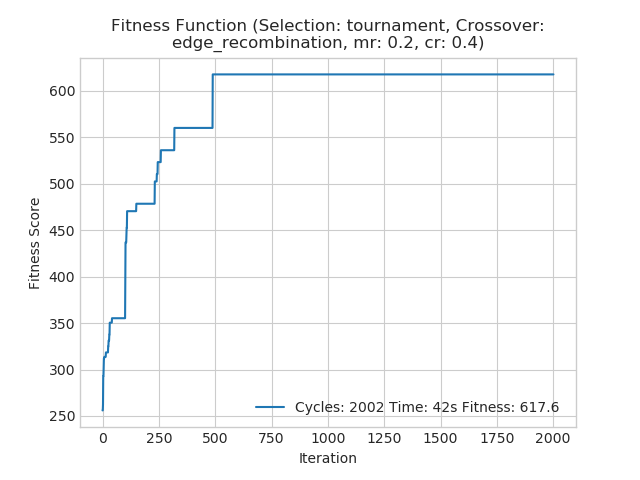 Fitness Function (Selection: tournament, Crossover:
edge_recombination, mr: 0.2, cr: 0.4)
600
550
500
450
400
350
300
250
Fitness Score
Cycles: 2002 Time: 42s Fitness: 617.6
0 250 500 750 1000 1250 1500 1750 2000
Iteration